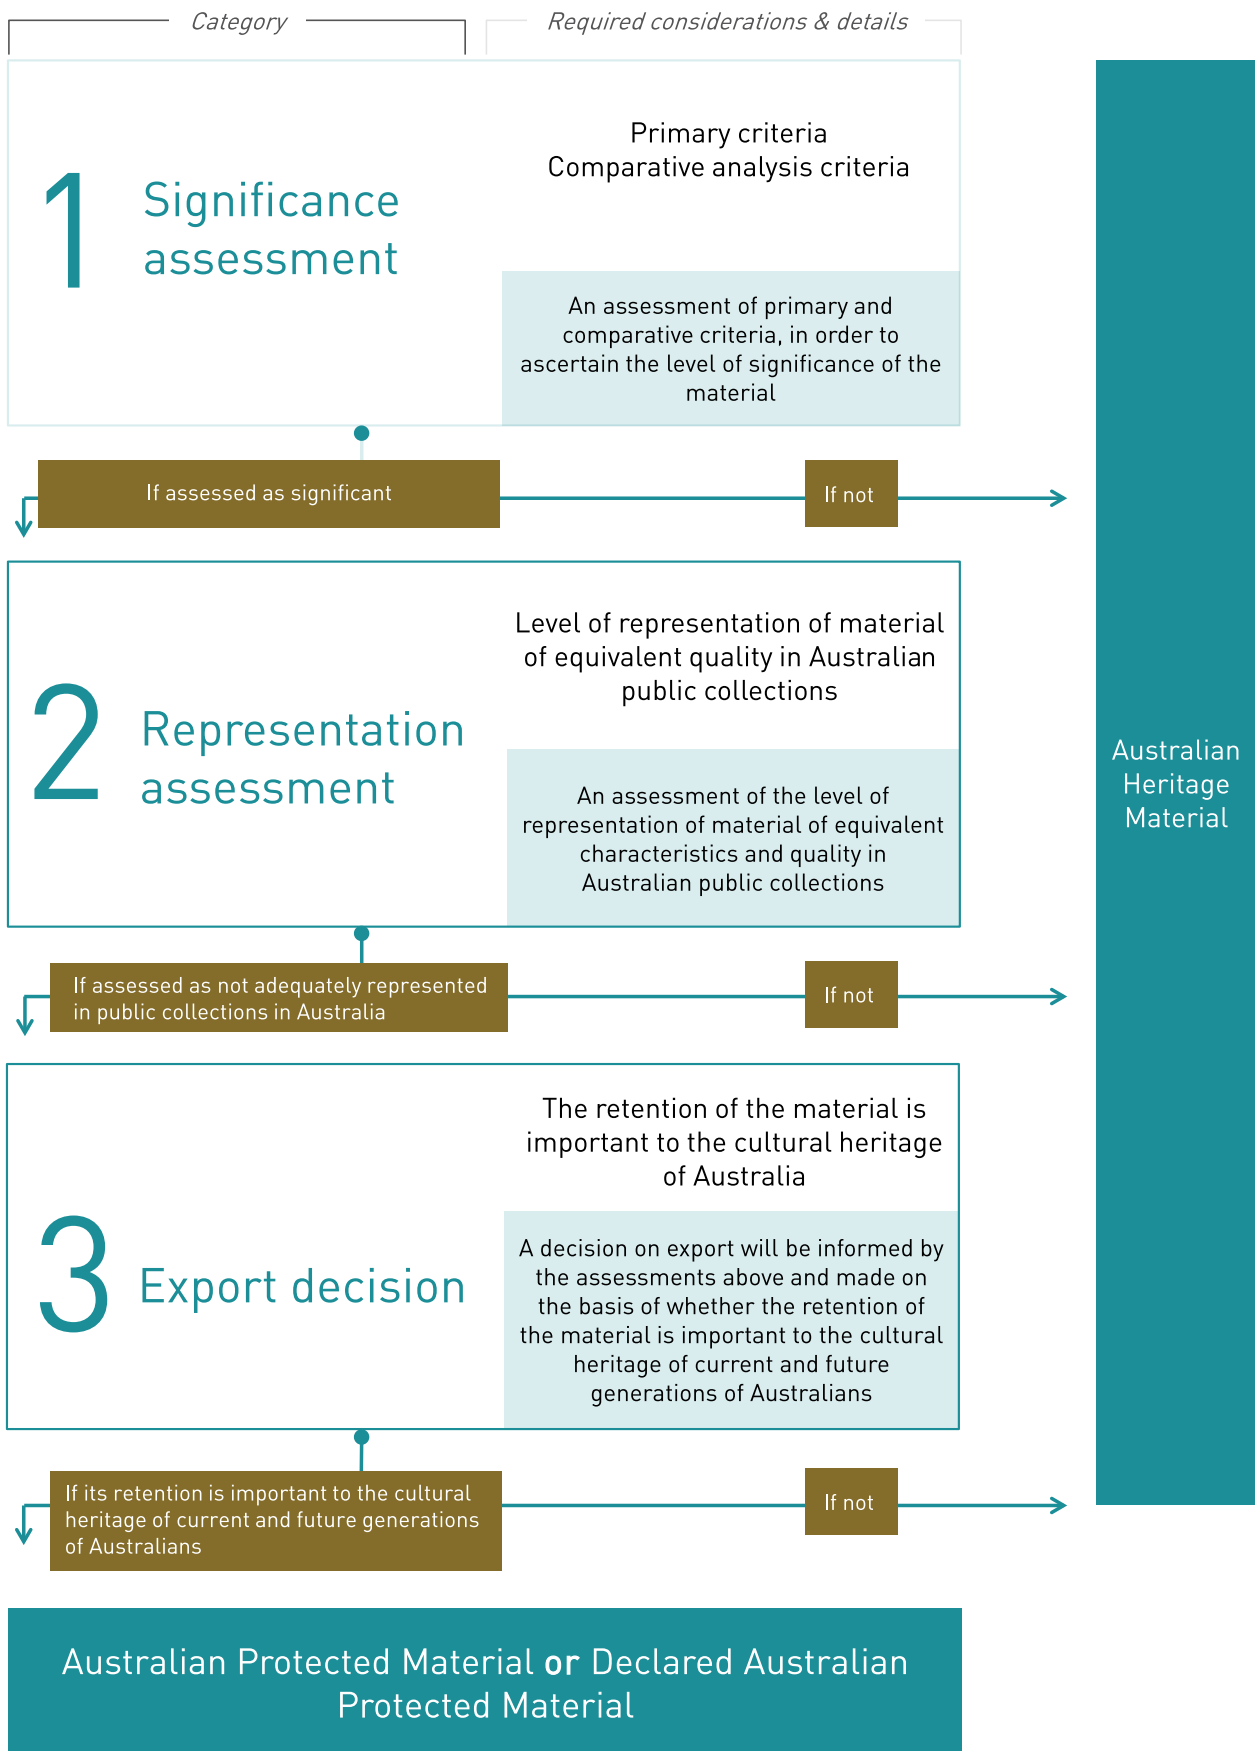 Category
Required considerations & details
1
Significance
assessment
Primary criteria
Comparative analysis criteria
An assessment of primary and
comparative criteria, in order to
ascertain the level of significance of the
material
If assessed as significant
If not
2
Representation
assessment
Level of representation of material
of equivalent quality in Australian
public collections
An assessment of the level of
representation of material of equivalent
characteristics and quality in
Australian public collections
Australian
Heritage
Material
If assessed as not adequately represented
in public collections in Australia
If not
3
Export decision
The retention of the material is
important to the cultural heritage
of Australia
A decision on export will be informed by
the assessments above and made on
the basis of whether the retention of
the material is important to the cultural
heritage of current and future
generations of Australians
If its retention is important to the cultural
heritage of current and future generations
of Australians
If not
Australian Protected Material or Declared Australian
Protected Material